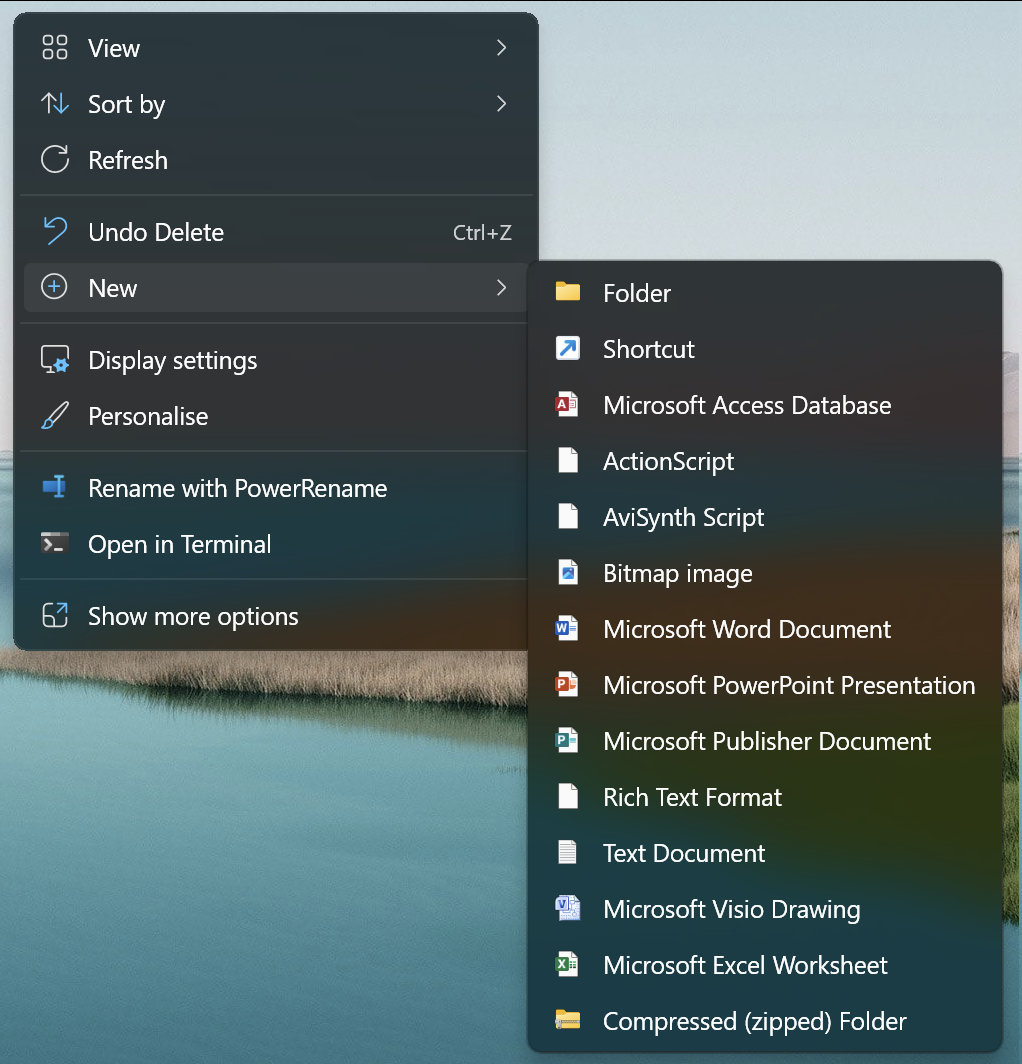 View
Sort by
Refresh
Undo Delete Ctrl+Z
New
Display settings
Personalise
Rename with PowerRename
Open in Terminal
Show more options
Folder
Shortcut
Microsoft Access Database
ActionScript
AviSynth Script
Bitmap image
Microsoft Word Document
Microsoft PowerPoint Presentation
Microsoft Publisher Document
Rich Text Format
Text Document
Microsoft Visio Drawing
Microsoft Excel Worksheet
Compressed (zipped) Folder